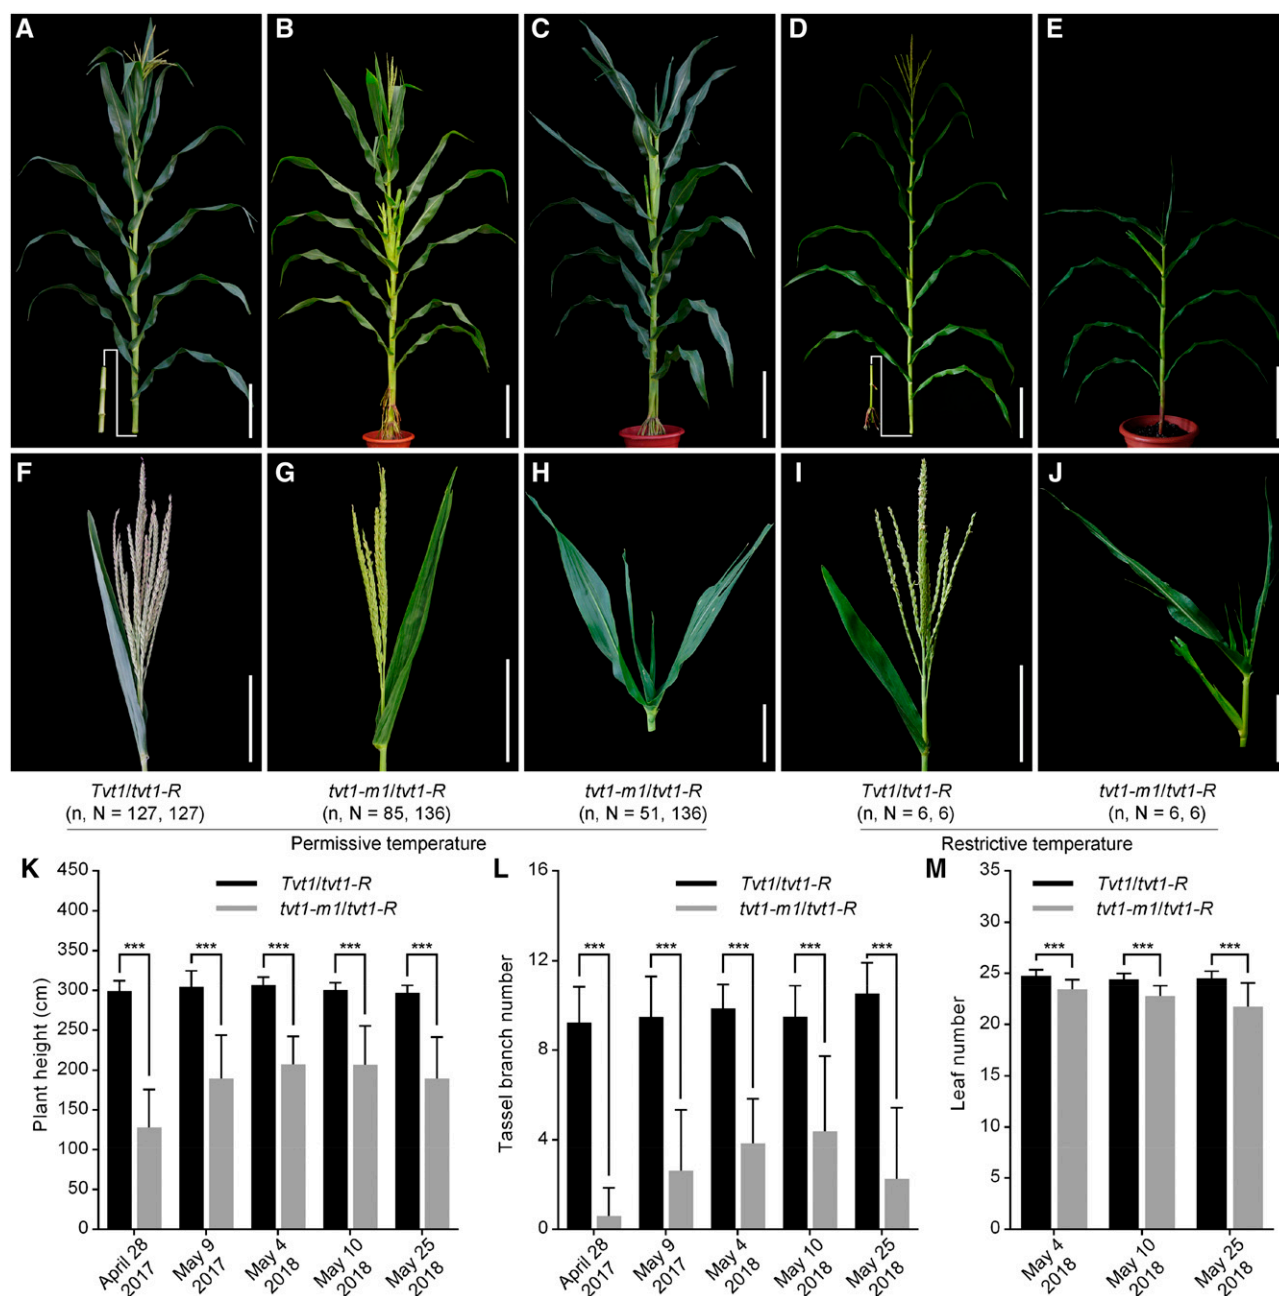 A B C D E
F G H I J
Tvt1/tvt1-R tvt1-m1/tvt1-R tvt1-m1/tvt1-R Tvt1/tvt1-R tvt1-m1/tvt1-R
(n, N = 127, 127) (n, N = 85, 136) (n, N = 51, 136) (n, N = 6, 6) (n, N = 6, 6)
Permissive temperature Restrictive temperature
K
Tvt1/tvt1-R
tvt1-m1/tvt1-R
Plant height (cm)
450
400
350
300
250
200
150
100
50
0
*** *** *** *** ***
April 28
2017
May 9
2017
May 4
2018
May 10
2018
May 25
2018
L
Tvt1/tvt1-R
tvt1-m1/tvt1-R
Tassel branch number
16
12
8
4
0
*** *** *** *** ***
April 28
2017
May 9
2017
May 4
2018
May 10
2018
May 25
2018
M
Tvt1/tvt1-R
tvt1-m1/tvt1-R
Leaf number
35
30
25
20
15
10
5
0
*** *** ***
May 4
2018
May 10
2018
May 25
2018